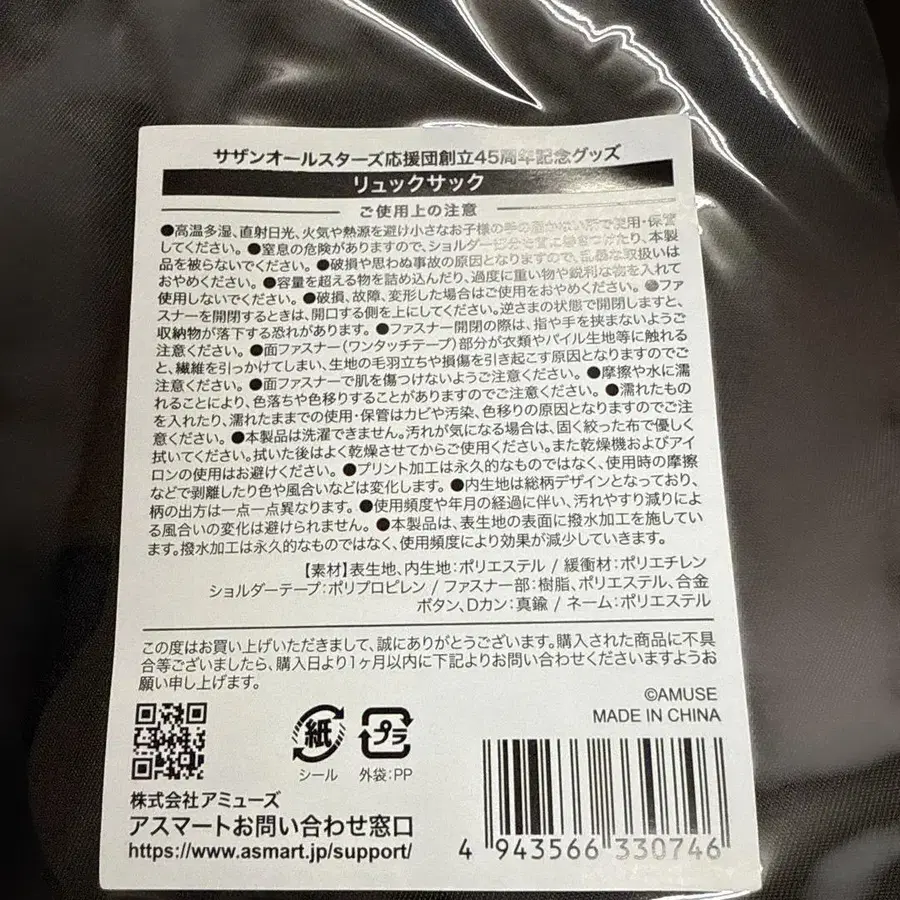 サザンオールスターズ応援団創立45周年記念グッズ
リュックサック
ご使用上の注意
●高温多湿、直射日光、火気や熱源を避け小さなお子様の手の届かない所で使用・保管
してください。●窒息の危険がありますので、ショルダー部分を首に巻きつけたり、本製
品を被らないでください。●破損や思わぬ事故の原因となりますので、乱暴な取扱いは
おやめください。●容量を超える物を詰め込んだり、過度に重い物や鋭利な物を入れて
使用しないでください。●破損、故障、変形した場合はご使用をおやめください。●ファ
スナーを開閉するときは、開口する側を上にしてください。逆さまの状態で開閉しますと、
収納物が落下する恐れがあります。●ファスナー開閉の際は、指や手を挟まないようご
注意ください。●面ファスナー(ワンタッチテープ)部分が衣類やパイル生地等に触れる
と、繊維を引っかけてしまい、生地の毛羽立ちや損傷を引き起こす原因となりますのでご
注意ください。●面ファスナーで肌を傷つけないようご注意ください。●摩擦や水に濡
れることにより、色落ちや色移りすることがありますのでご注意ください。●濡れたもの
を入れたり、濡れたままでの使用・保管はカビや汚染、色移りの原因となりますのでご注
意ください。●本製品は洗濯できません。汚れが気になる場合は、固く絞った布で優しく
拭いてください。拭いた後はよく乾燥させてからご使用ください。また乾燥機およびアイ
ロンの使用はお避けください。●プリント加工は永久的なものではなく、使用時の摩擦
などで剥離したり色や風合いなどは変化します。●内生地は総柄デザインとなっており、
柄の出方は一点一点異なります。●使用頻度や年月の経過に伴い、汚れやすり減りによ
る風合いの変化は避けられません。●本製品は、表生地の表面に撥水加工を施してい
ます。撥水加工は永久的なものではなく、使用頻度により効果が減少していきます。
【素材】表生地、内生地:ポリエステル / 緩衝材:ポリエチレン
ショルダーテープ:ポリプロピレン / ファスナー部:樹脂、ポリエステル、合金
ボタン、Dカン:真鍮 / ネーム:ポリエステル
この度はお買い上げいただきまして、誠にありがとうございます。購入された商品に不具
合等ございましたら、購入日より1ヶ月以内に下記よりお問い合わせくださいますようお
願い申し上げます。
©AMUSE
MADE IN CHINA
紙 プラ
シール 外袋:PP
株式会社アミューズ
アスマートお問い合わせ窓口
https://www.asmart.jp/support/
4 943566 330746